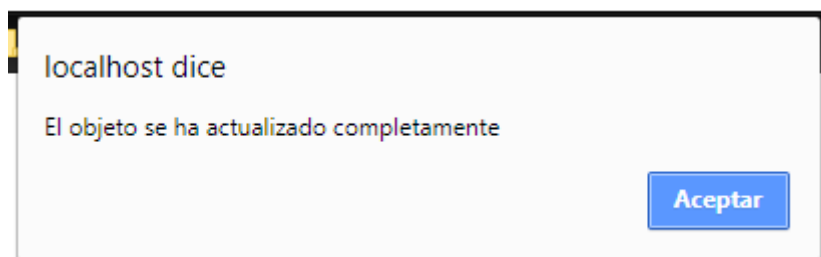 localhost dice
El objeto se ha actualizado completamente
Aceptar